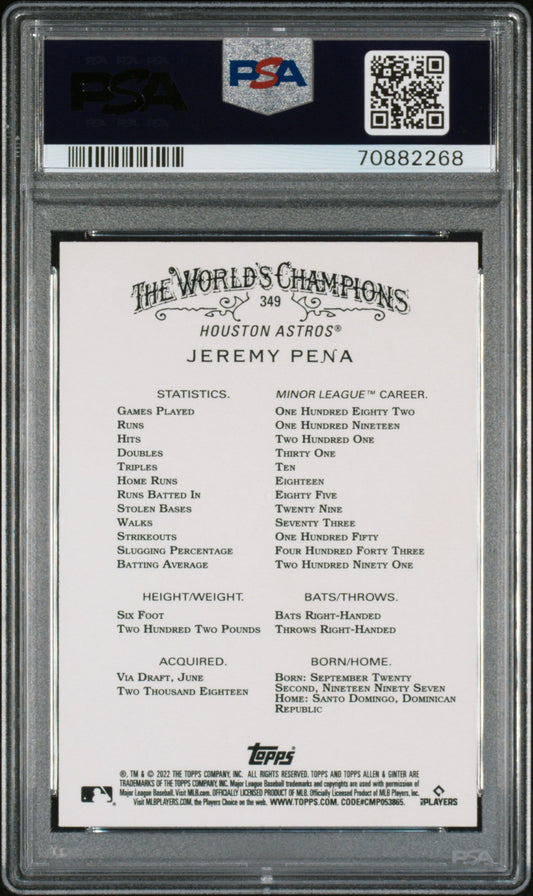 PSA
PSA
70882268
THE WORLD'S CHAMPIONS
349
HOUSTON ASTROS®
JEREMY PEÑA
STATISTICS. MINOR LEAGUE™ CAREER.
GAMES PLAYED ONE HUNDRED EIGHTY TWO
RUNS ONE HUNDRED NINETEEN
HITS TWO HUNDRED ONE
DOUBLES THIRTY ONE
TRIPLES TEN
HOME RUNS EIGHTEEN
RUNS BATTED IN EIGHTY FIVE
STOLEN BASES TWENTY NINE
WALKS SEVENTY THREE
STRIKEOUTS ONE HUNDRED FIFTY
SLUGGING PERCENTAGE FOUR HUNDRED FORTY THREE
BATTING AVERAGE TWO HUNDRED NINETY ONE
HEIGHT/WEIGHT. BATS/THROWS.
SIX FOOT BATS RIGHT-HANDED
TWO HUNDRED TWO POUNDS THROWS RIGHT-HANDED
ACQUIRED. BORN/HOME.
VIA DRAFT, JUNE BORN: SEPTEMBER TWENTY
TWO THOUSAND EIGHTEEN SECOND, NINETEEN NINETY SEVEN
HOME: SANTO DOMINGO, DOMINICAN
REPUBLIC
Topps
®, TM & © 2022 THE TOPPS COMPANY, INC. ALL RIGHTS RESERVED. TOPPS AND TOPPS ALLEN & GINTER ARE
TRADEMARKS OF THE TOPPS COMPANY, INC. Major League Baseball trademarks and copyrights are used with permission of
Major League Baseball. Visit MLB.com. OFFICIALLY LICENSED PRODUCT OF MLB. Officially Licensed Product of MLB Players, Inc.
Visit MLBPLAYERS.COM, the Players Choice on the web. WWW.TOPPS.COM. CODE#CMP053865.
PLAYERS
PSA